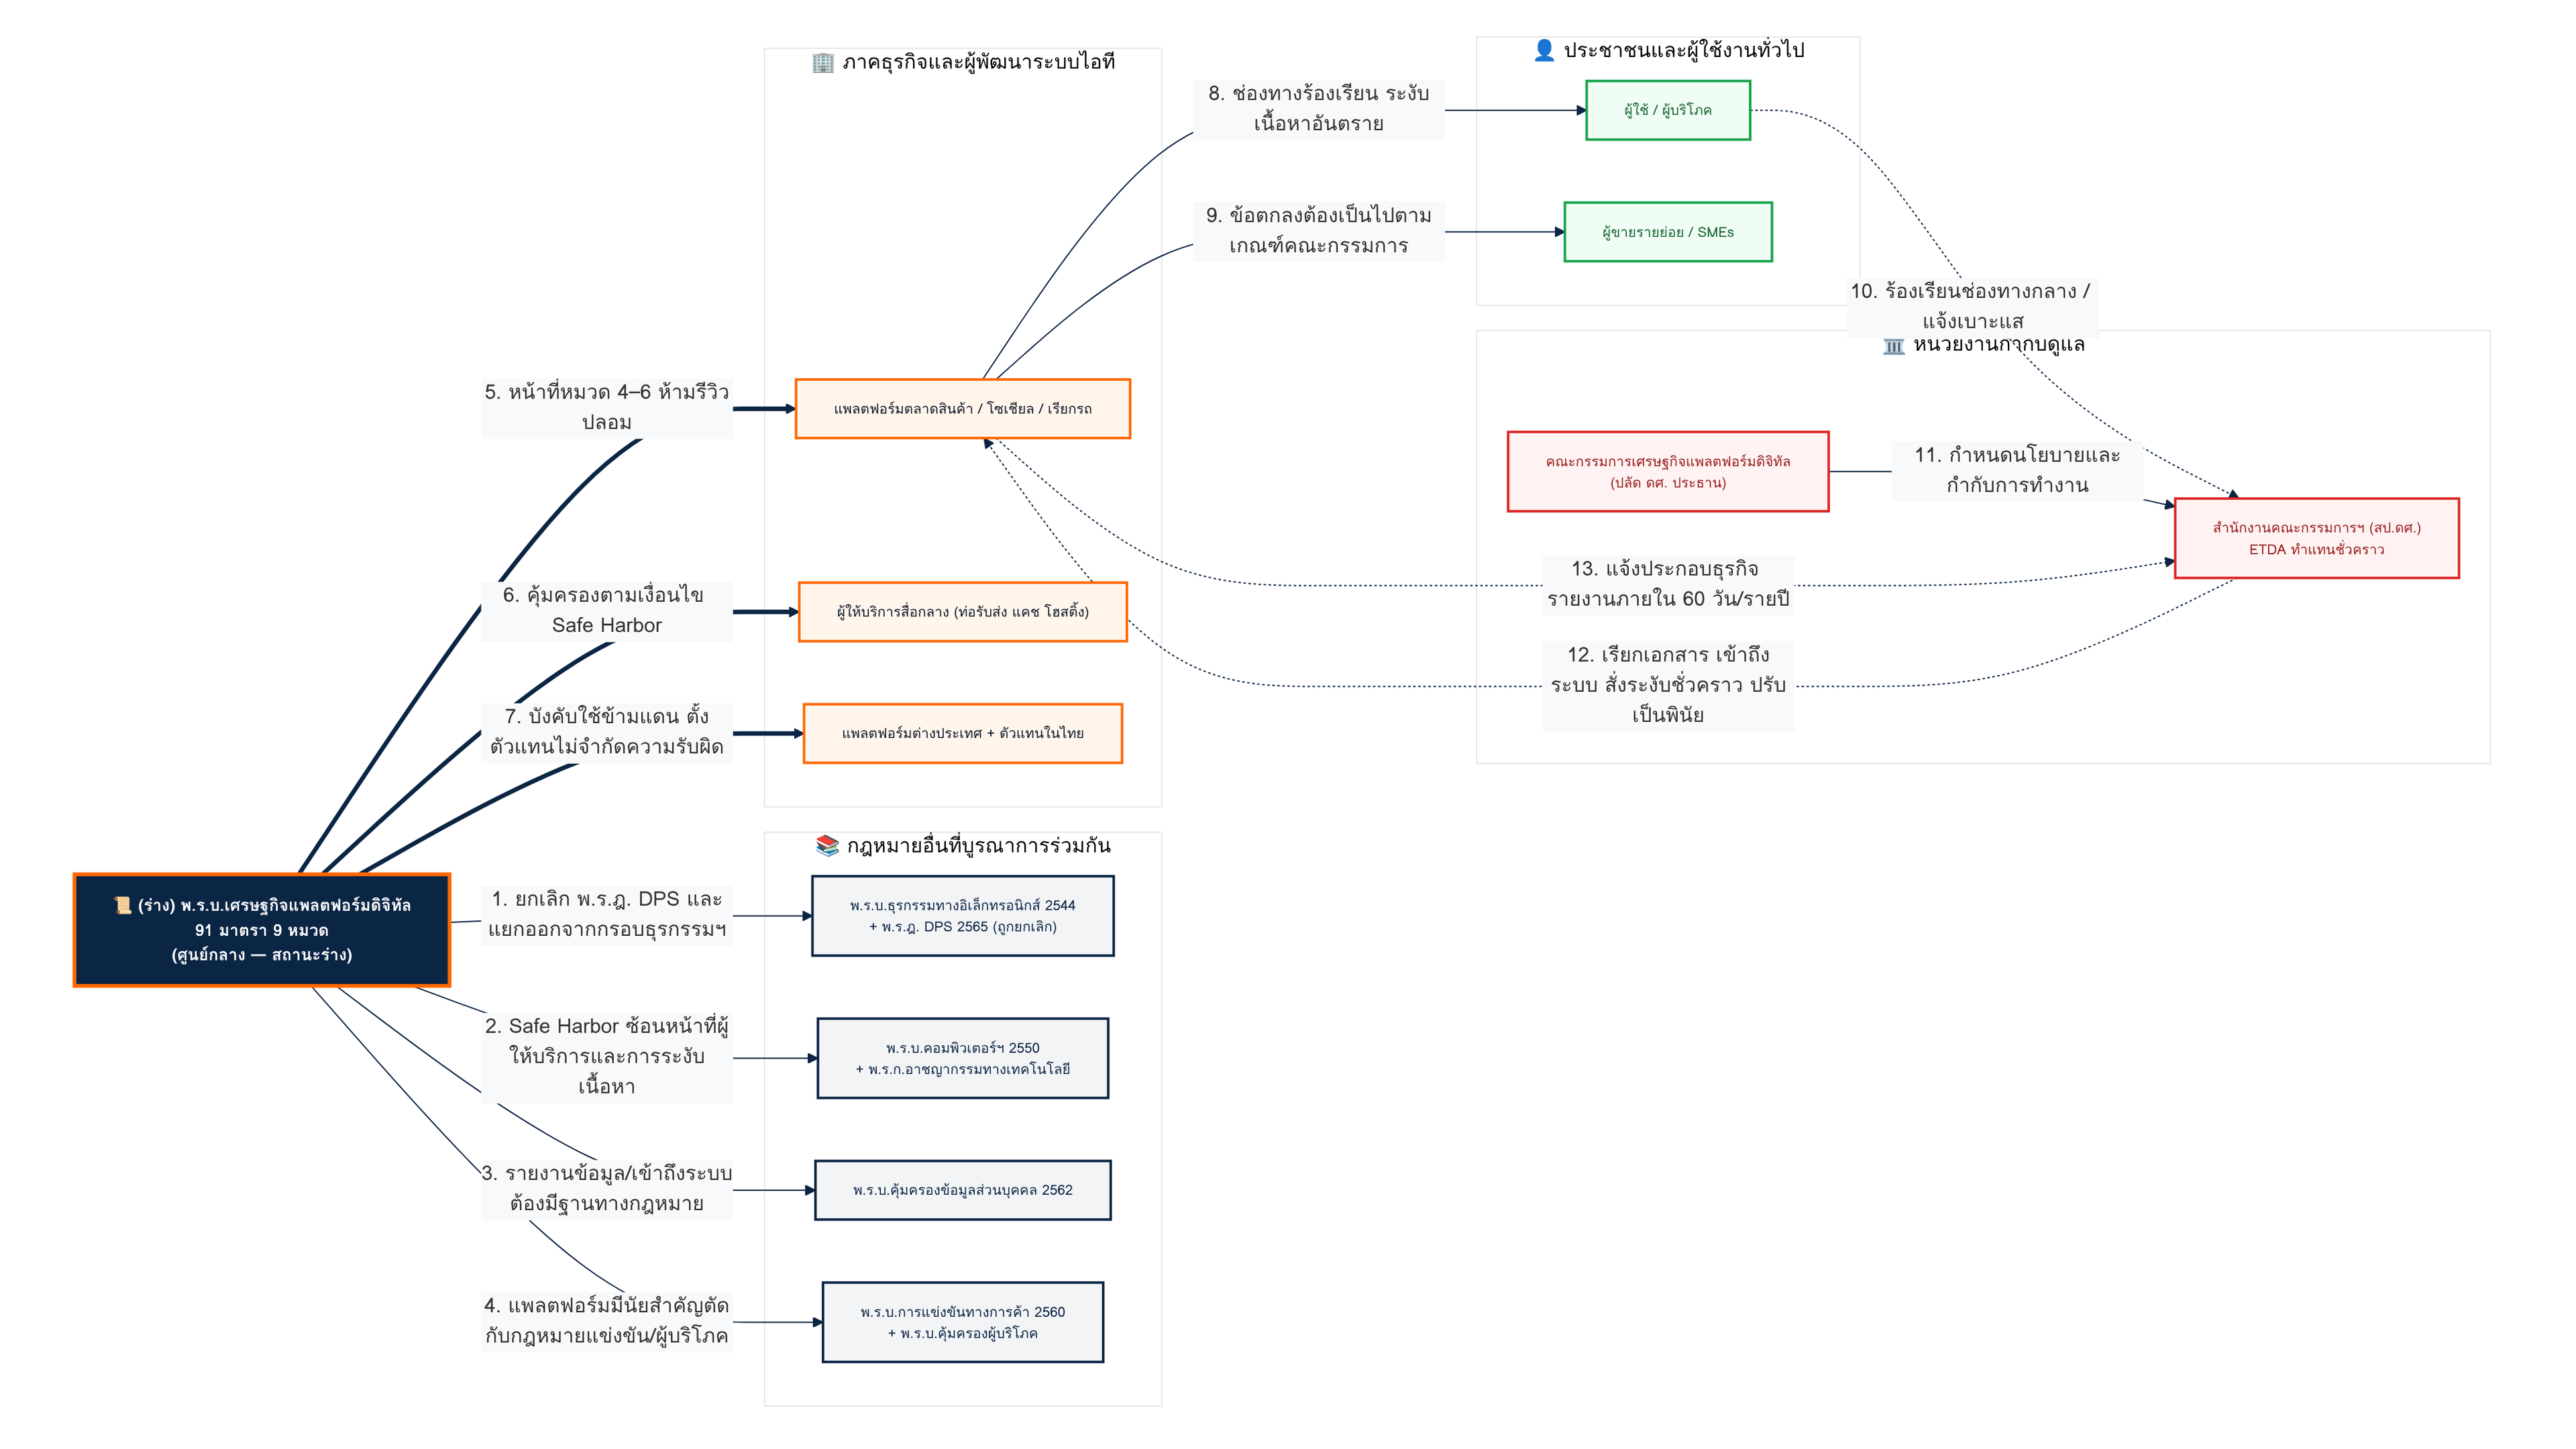 🏢 ภาคธุรกิจและผู้พัฒนาระบบไอที
👤 ประชาชนและผู้ใช้งานทั่วไป
8. ช่องทางร้องเรียน ระงับ
เนื้อหาอันตราย
ผู้ใช้ / ผู้บริโภค
9. ข้อตกลงต้องเป็นไปตาม
เกณฑ์คณะกรรมการ
ผู้ขายรายย่อย / SMEs
10. ร้องเรียนช่องทางกลาง /
แจ้งเบาะแส
🏛️ หน่วยงานกำกับดูแล
5. หน้าที่หมวด 4–6 ห้ามรีวิว
ปลอม
แพลตฟอร์มตลาดสินค้า / โซเชียล / เรียกรถ
คณะกรรมการเศรษฐกิจแพลตฟอร์มดิจิทัล
(ปลัด ดศ. ประธาน)
11. กำหนดนโยบายและ
กำกับการทำงาน
สำนักงานคณะกรรมการฯ (สป.ดศ.)
ETDA ทำแทนชั่วคราว
13. แจ้งประกอบธุรกิจ
รายงานภายใน 60 วัน/รายปี
6. คุ้มครองตามเงื่อนไข
Safe Harbor
ผู้ให้บริการสื่อกลาง (ท่อรับส่ง แคช โฮสติ้ง)
12. เรียกเอกสาร เข้าถึง
ระบบ สั่งระงับชั่วคราว ปรับ
เป็นพินัย
7. บังคับใช้ข้ามแดน ตั้ง
ตัวแทนไม่จำกัดความรับผิด
แพลตฟอร์มต่างประเทศ + ตัวแทนในไทย
📚 กฎหมายอื่นที่บูรณาการร่วมกัน
📜 (ร่าง) พ.ร.บ.เศรษฐกิจแพลตฟอร์มดิจิทัล
91 มาตรา 9 หมวด
(ศูนย์กลาง — สถานะร่าง)
1. ยกเลิก พ.ร.ฎ. DPS และ
แยกออกจากกรอบธุรกรรมฯ
พ.ร.บ.ธุรกรรมทางอิเล็กทรอนิกส์ 2544
+ พ.ร.ฎ. DPS 2565 (ถูกยกเลิก)
2. Safe Harbor ซ้อนหน้าที่ผู้
ให้บริการและการระงับ
เนื้อหา
พ.ร.บ.คอมพิวเตอร์ฯ 2550
+ พ.ร.ก.อาชญากรรมทางเทคโนโลยี
3. รายงานข้อมูล/เข้าถึงระบบ
ต้องมีฐานทางกฎหมาย
พ.ร.บ.คุ้มครองข้อมูลส่วนบุคคล 2562
4. แพลตฟอร์มมีนัยสำคัญตัด
กับกฎหมายแข่งขัน/ผู้บริโภค
พ.ร.บ.การแข่งขันทางการค้า 2560
+ พ.ร.บ.คุ้มครองผู้บริโภค